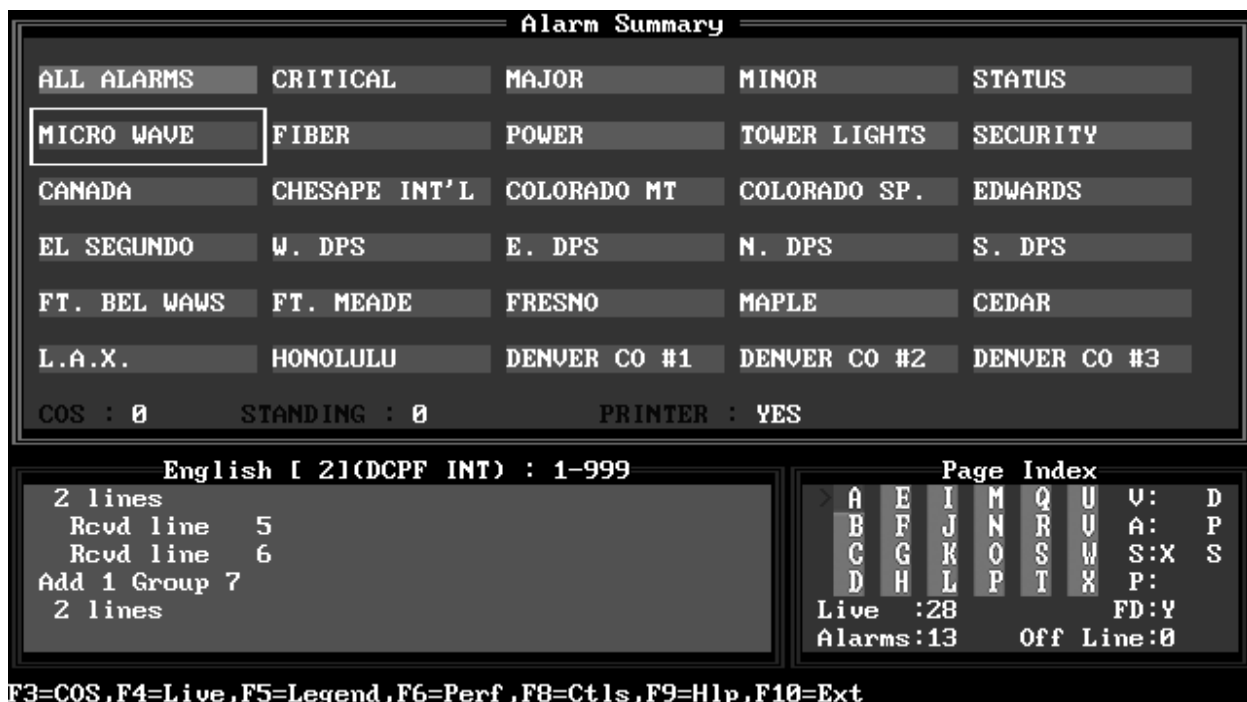 Alarm Summary
ALL ALARMS CRITICAL MAJOR MINOR STATUS
MICRO WAVE FIBER POWER TOWER LIGHTS SECURITY
CANADA CHESAPE INT'L COLORADO MT COLORADO SP. EDWARDS
EL SEGUNDO W. DPS E. DPS N. DPS S. DPS
FT. BEL WAWS FT. MEADE FRESNO MAPLE CEDAR
L.A.X. HONOLULU DENVER CO #1 DENVER CO #2 DENVER CO #3
COS : 0 STANDING : 0 PRINTER : YES
English [ 2](DCPF INT) : 1-999
2 lines
Rcvd line 5
Rcvd line 6
Add 1 Group 7
2 lines
Page Index
> A E I M Q U V: D
B F J N R V A: P
C G K O S W S:X S
D H L P T X P:
Live :28 FD:Y
Alarms:13 Off Line:0
F3=COS,F4=Live,F5=Legend,F6=Perf,F8=Ctls,F9=Hlp,F10=Ext